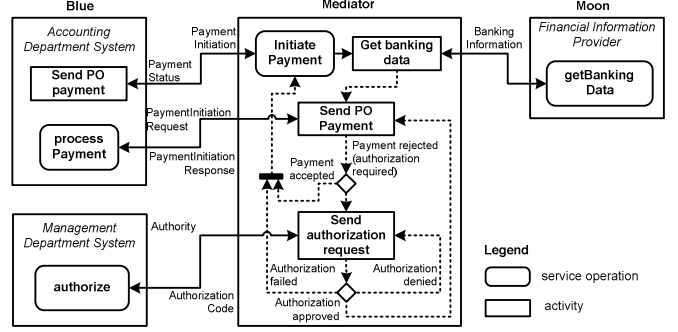 Blue
Mediator
Moon
Accounting
Department System
Send PO
payment
process
Payment
Payment
Initiation
Payment
Status
PaymentInitiation
Request
PaymentInitiation
Response
Initiate
Payment
Get banking
data
Send PO
Payment
Payment rejected
(authorization
required)
Payment
accepted
Send
authorization
request
Authorization
failed
Authorization
denied
Authorization
approved
Banking
Information
Financial Information
Provider
getBanking
Data
Management
Department System
authorize
Authority
Authorization
Code
Legend
service operation
activity